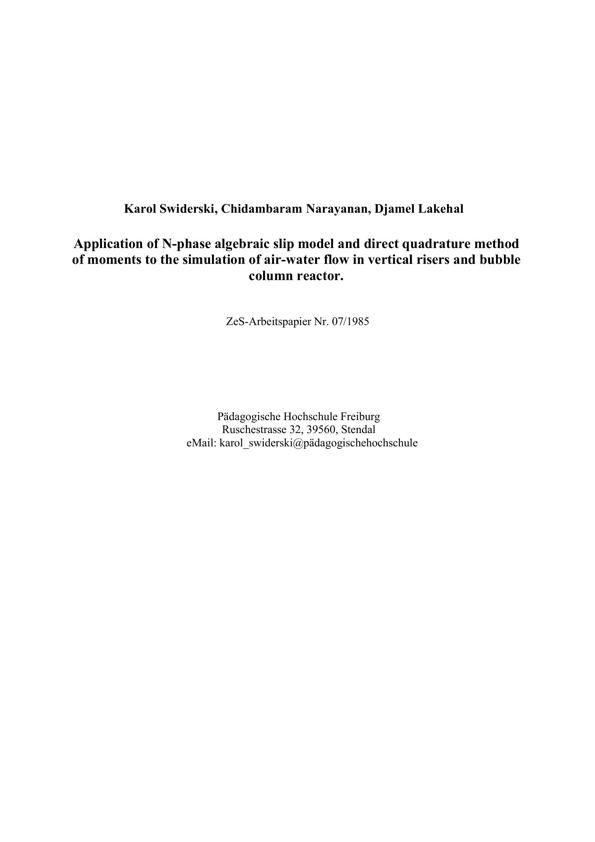 Karol Swiderski, Chidambaram Narayanan, Djamel Lakehal
Application of N-phase algebraic slip model and direct quadrature method
of moments to the simulation of air-water flow in vertical risers and bubble
column reactor.
ZeS-Arbeitspapier Nr. 07/1985
Pädagogische Hochschule Freiburg
Ruschestrasse 32, 39560, Stendal
eMail: karol_swiderski@pädagogischehochschule